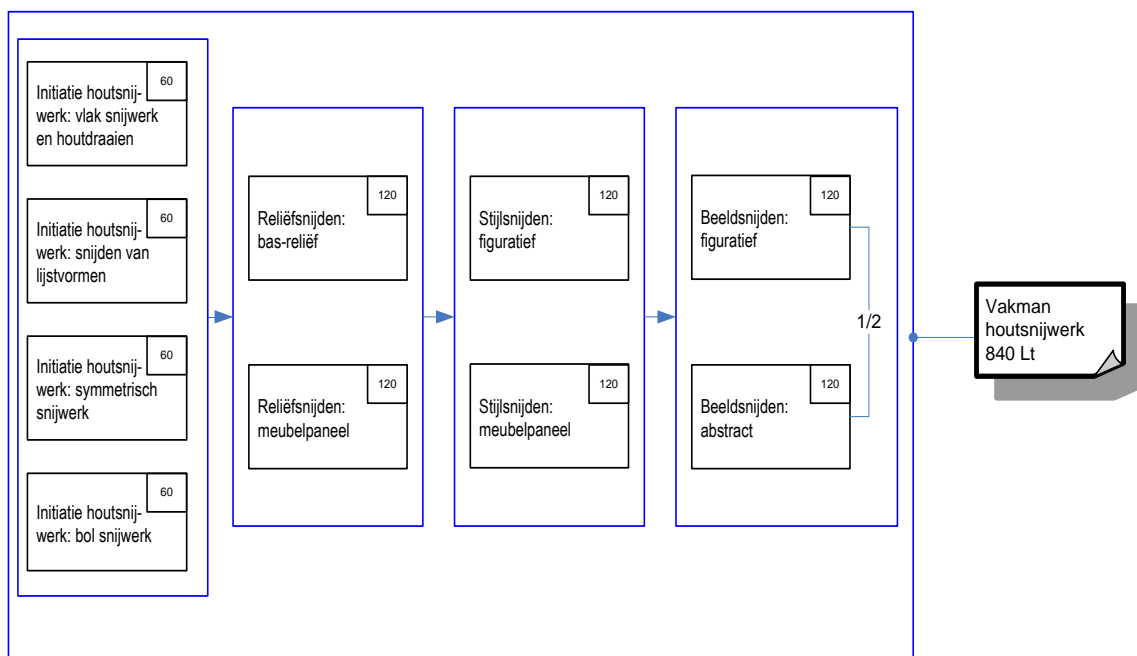 60
Initiatie houtsnij-
werk: vlak snijwerk
en houtdraaien
60
Initiatie houtsnij-
werk: snijden van
lijstvormen
60
Initiatie houtsnij-
werk: symmetrisch
snijwerk
60
Initiatie houtsnij-
werk: bol snijwerk
120
Reliëfsnijden:
bas-reliëf
120
Reliëfsnijden:
meubelpaneel
120
Stijlsnijden:
figuratief
120
Stijlsnijden:
meubelpaneel
120
Beeldsnijden:
figuratief
1/2
120
Beeldsnijden:
abstract
Vakman
houtsnijwerk
840 Lt